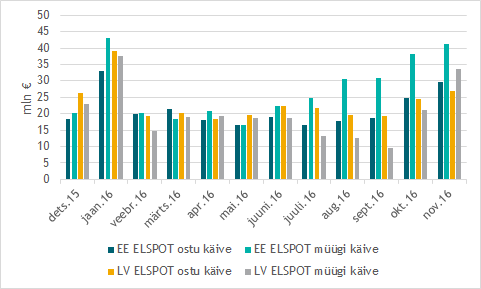 50
45
40
35
30
25
20
15
10
5
0
mln €
dets.15 jaan.16 veebr.16 märts.16 apr.16 mai.16 juuni.16 juuli.16 aug.16 sept.16 okt.16 nov.16
EE ELSPOT ostu käive EE ELSPOT müügi käive
LV ELSPOT ostu käive LV ELSPOT müügi käive